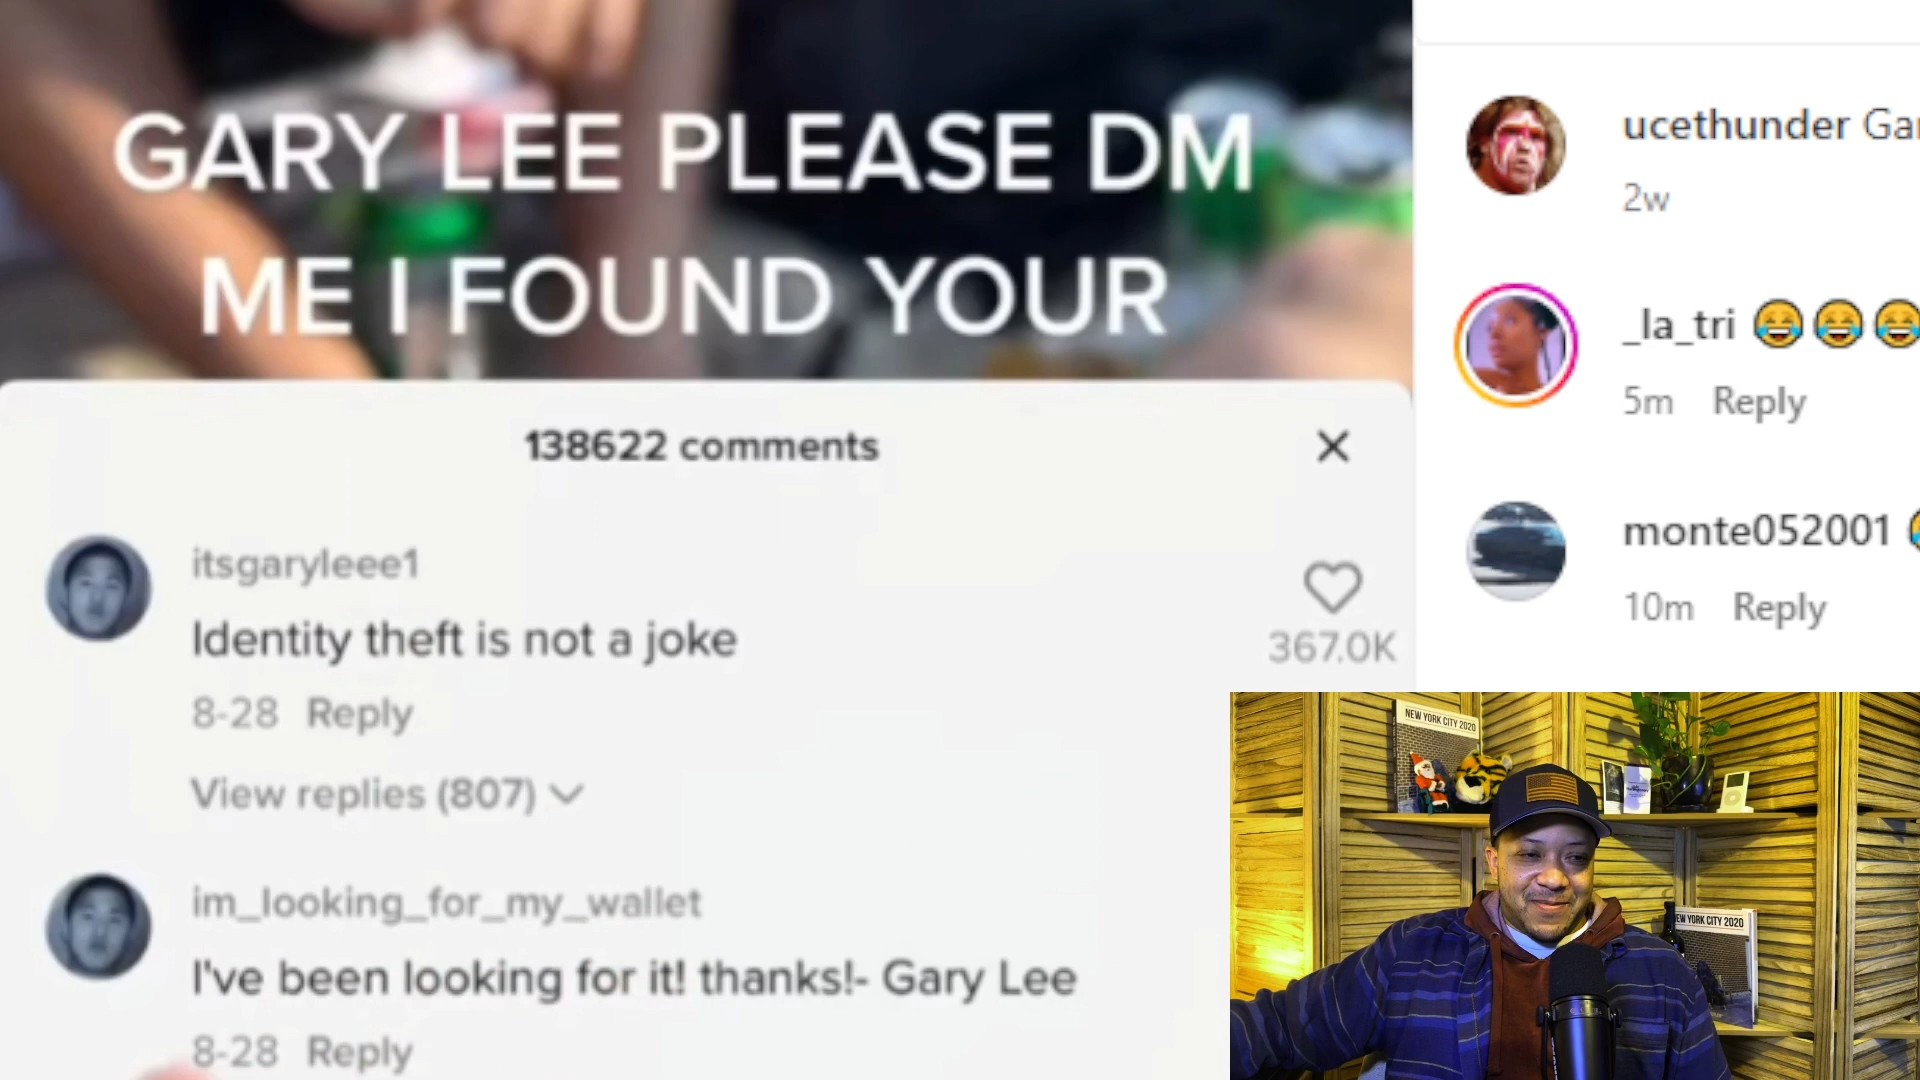 GARY LEE PLEASE DM
ME I FOUND YOUR
138622 comments
itsgaryleee1
Identity theft is not a joke
367.0K
8-28 Reply
View replies (807)
im_looking_for_my_wallet
I've been looking for it! thanks!- Gary Lee
8-28 Reply
ucethunder Gar
2w
_la_tri 😂😂😂
5m Reply
monte052001
10m Reply
NEW YORK CITY 2020
EW YORK CITY 2020